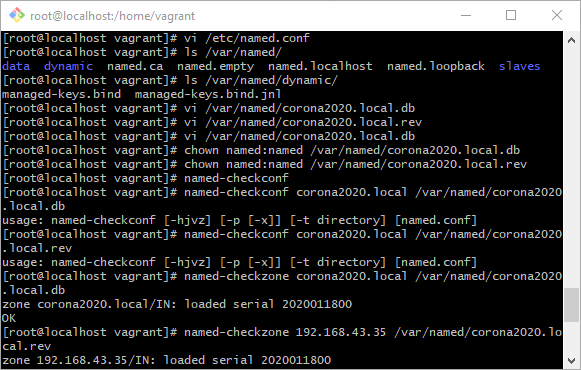 root@localhost:/home/vagrant
[root@localhost vagrant]# vi /etc/named.conf
[root@localhost vagrant]# ls /var/named/
data  dynamic  named.ca  named.empty  named.localhost  named.loopback  slaves
[root@localhost vagrant]# ls /var/named/dynamic/
managed-keys.bind  managed-keys.bind.jnl
[root@localhost vagrant]# vi /var/named/corona2020.local.db
[root@localhost vagrant]# vi /var/named/corona2020.local.rev
[root@localhost vagrant]# vi /var/named/corona2020.local.db
[root@localhost vagrant]# chown named:named /var/named/corona2020.local.db
[root@localhost vagrant]# chown named:named /var/named/corona2020.local.rev
[root@localhost vagrant]# named-checkconf
[root@localhost vagrant]# named-checkconf corona2020.local /var/named/corona2020
.local.db
usage: named-checkconf [-hjvz] [-p [-x]] [-t directory] [named.conf]
[root@localhost vagrant]# named-checkconf corona2020.local /var/named/corona2020
.local.rev
usage: named-checkconf [-hjvz] [-p [-x]] [-t directory] [named.conf]
[root@localhost vagrant]# named-checkzone corona2020.local /var/named/corona2020
.local.db
zone corona2020.local/IN: loaded serial 2020011800
OK
[root@localhost vagrant]# named-checkzone 192.168.43.35 /var/named/corona2020.lo
cal.rev
zone 192.168.43.35/IN: loaded serial 2020011800